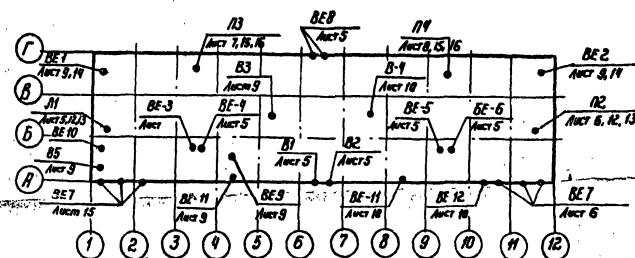 Г
В
Б
А
П3
Лист 7, 15, 16
ВЕ8
Лист 5
П4
Лист 8, 15, 16
ВЕ1
Лист 9, 14
ВЕ2
Лист 9, 14
В3
Лист 9
В-4
Лист 10
П1
Лист 5,12,13
ВЕ-3
Лист
ВЕ-4
Лист 5
ВЕ-5
Лист 5
БЕ-6
Лист 5
П2
Лист 6, 12, 13
ВЕ10
В5
Лист 9
В1
Лист 5
В2
Лист 5
ВЕ7
Лист 15
ВЕ-11
Лист 9
ВЕ9
Лист 9
ВЕ-11
Лист 10
ВЕ12
Лист 10
ВЕ7
Лист 6
1 2 3 4 5 6 7 8 9 10 11 12